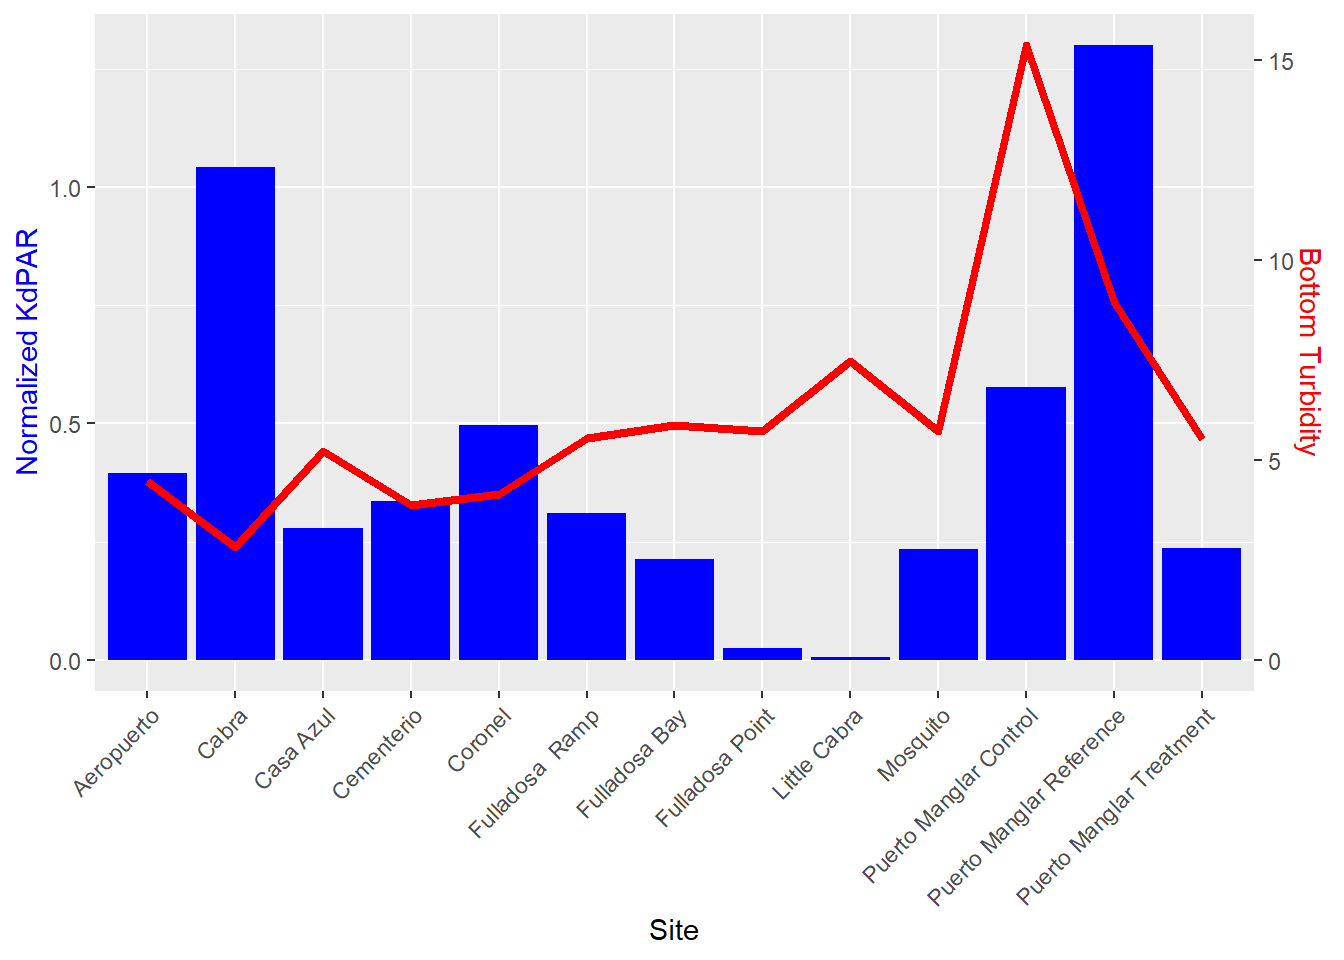 Normalized KdPAR
1.0
0.5
0.0
15
10
5
0
Bottom Turbidity
Aeropuerto
Cabra
Casa Azul
Cementerio
Coronel
Fulladosa  Ramp
Fulladosa Bay
Fulladosa Point
Little Cabra
Mosquito
Puerto Manglar Control
Puerto Manglar Reference
Puerto Manglar Treatment
Site